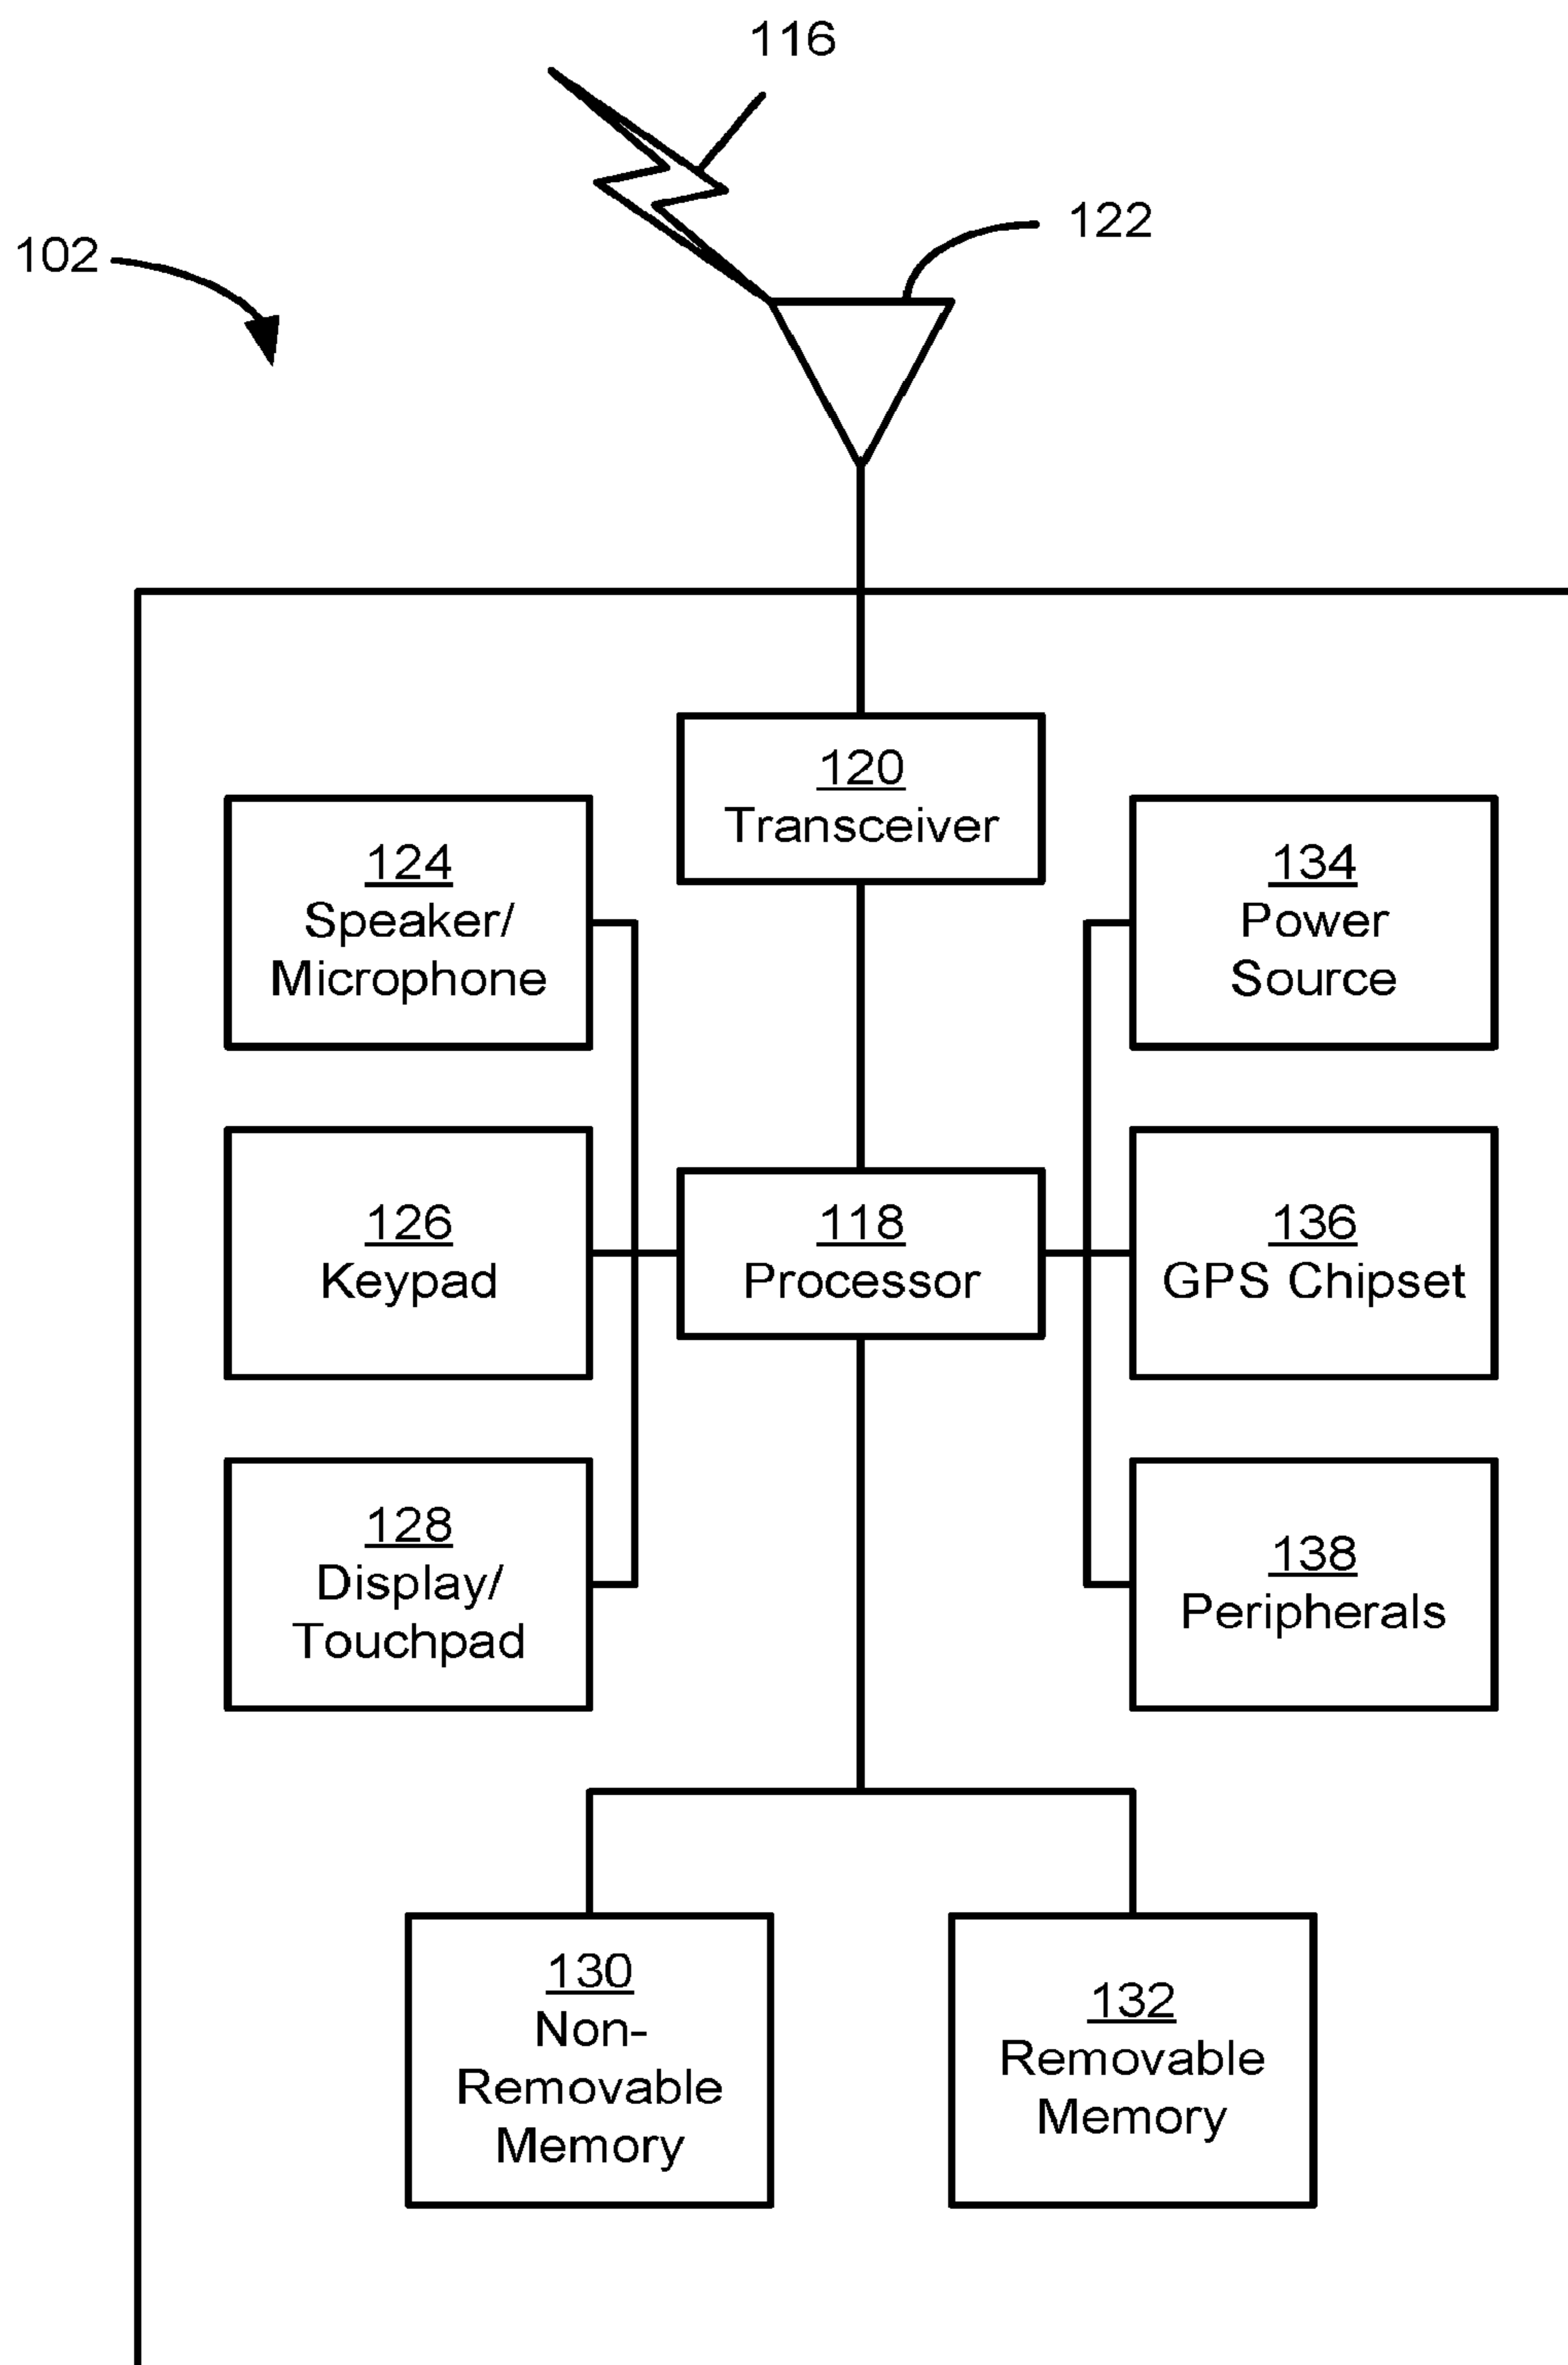 116
122
102
120
Transceiver
124
Speaker/
Microphone
134
Power
Source
126
Keypad
118
Processor
136
GPS Chipset
128
Display/
Touchpad
138
Peripherals
130
Non-
Removable
Memory
132
Removable
Memory